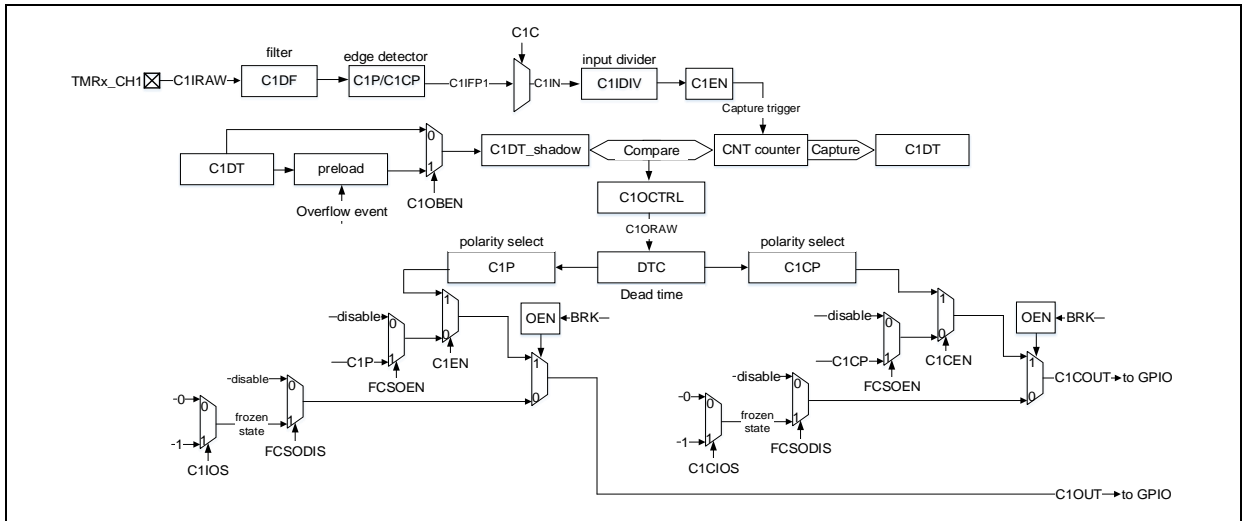 C1C
filter
edge detector
input divider
TMRx_CH1
C1IRAW
C1DF
C1P/C1CP
C1IFP1
C1IN
C1IDIV
C1EN
Capture trigger
0
C1DT_shadow
Compare
CNT counter
Capture
C1DT
C1DT
preload
1
C1OBEN
C1OCTRL
Overflow event
C1ORAW
polarity select
polarity select
C1P
DTC
C1CP
Dead time
1
1
disable
0
OEN
BRK
disable
0
OEN
BRK
0
0
C1P
1
C1EN
1
C1CP
1
C1CEN
1
FCSOEN
FCSOEN
disable
0
0
disable
0
0
C1COUT
to GPIO
0
0
frozen
state
1
0
0
frozen
state
1
1
1
FCSODIS
1
1
FCSODIS
C1IOS
C1CIOS
C1OUT
to GPIO